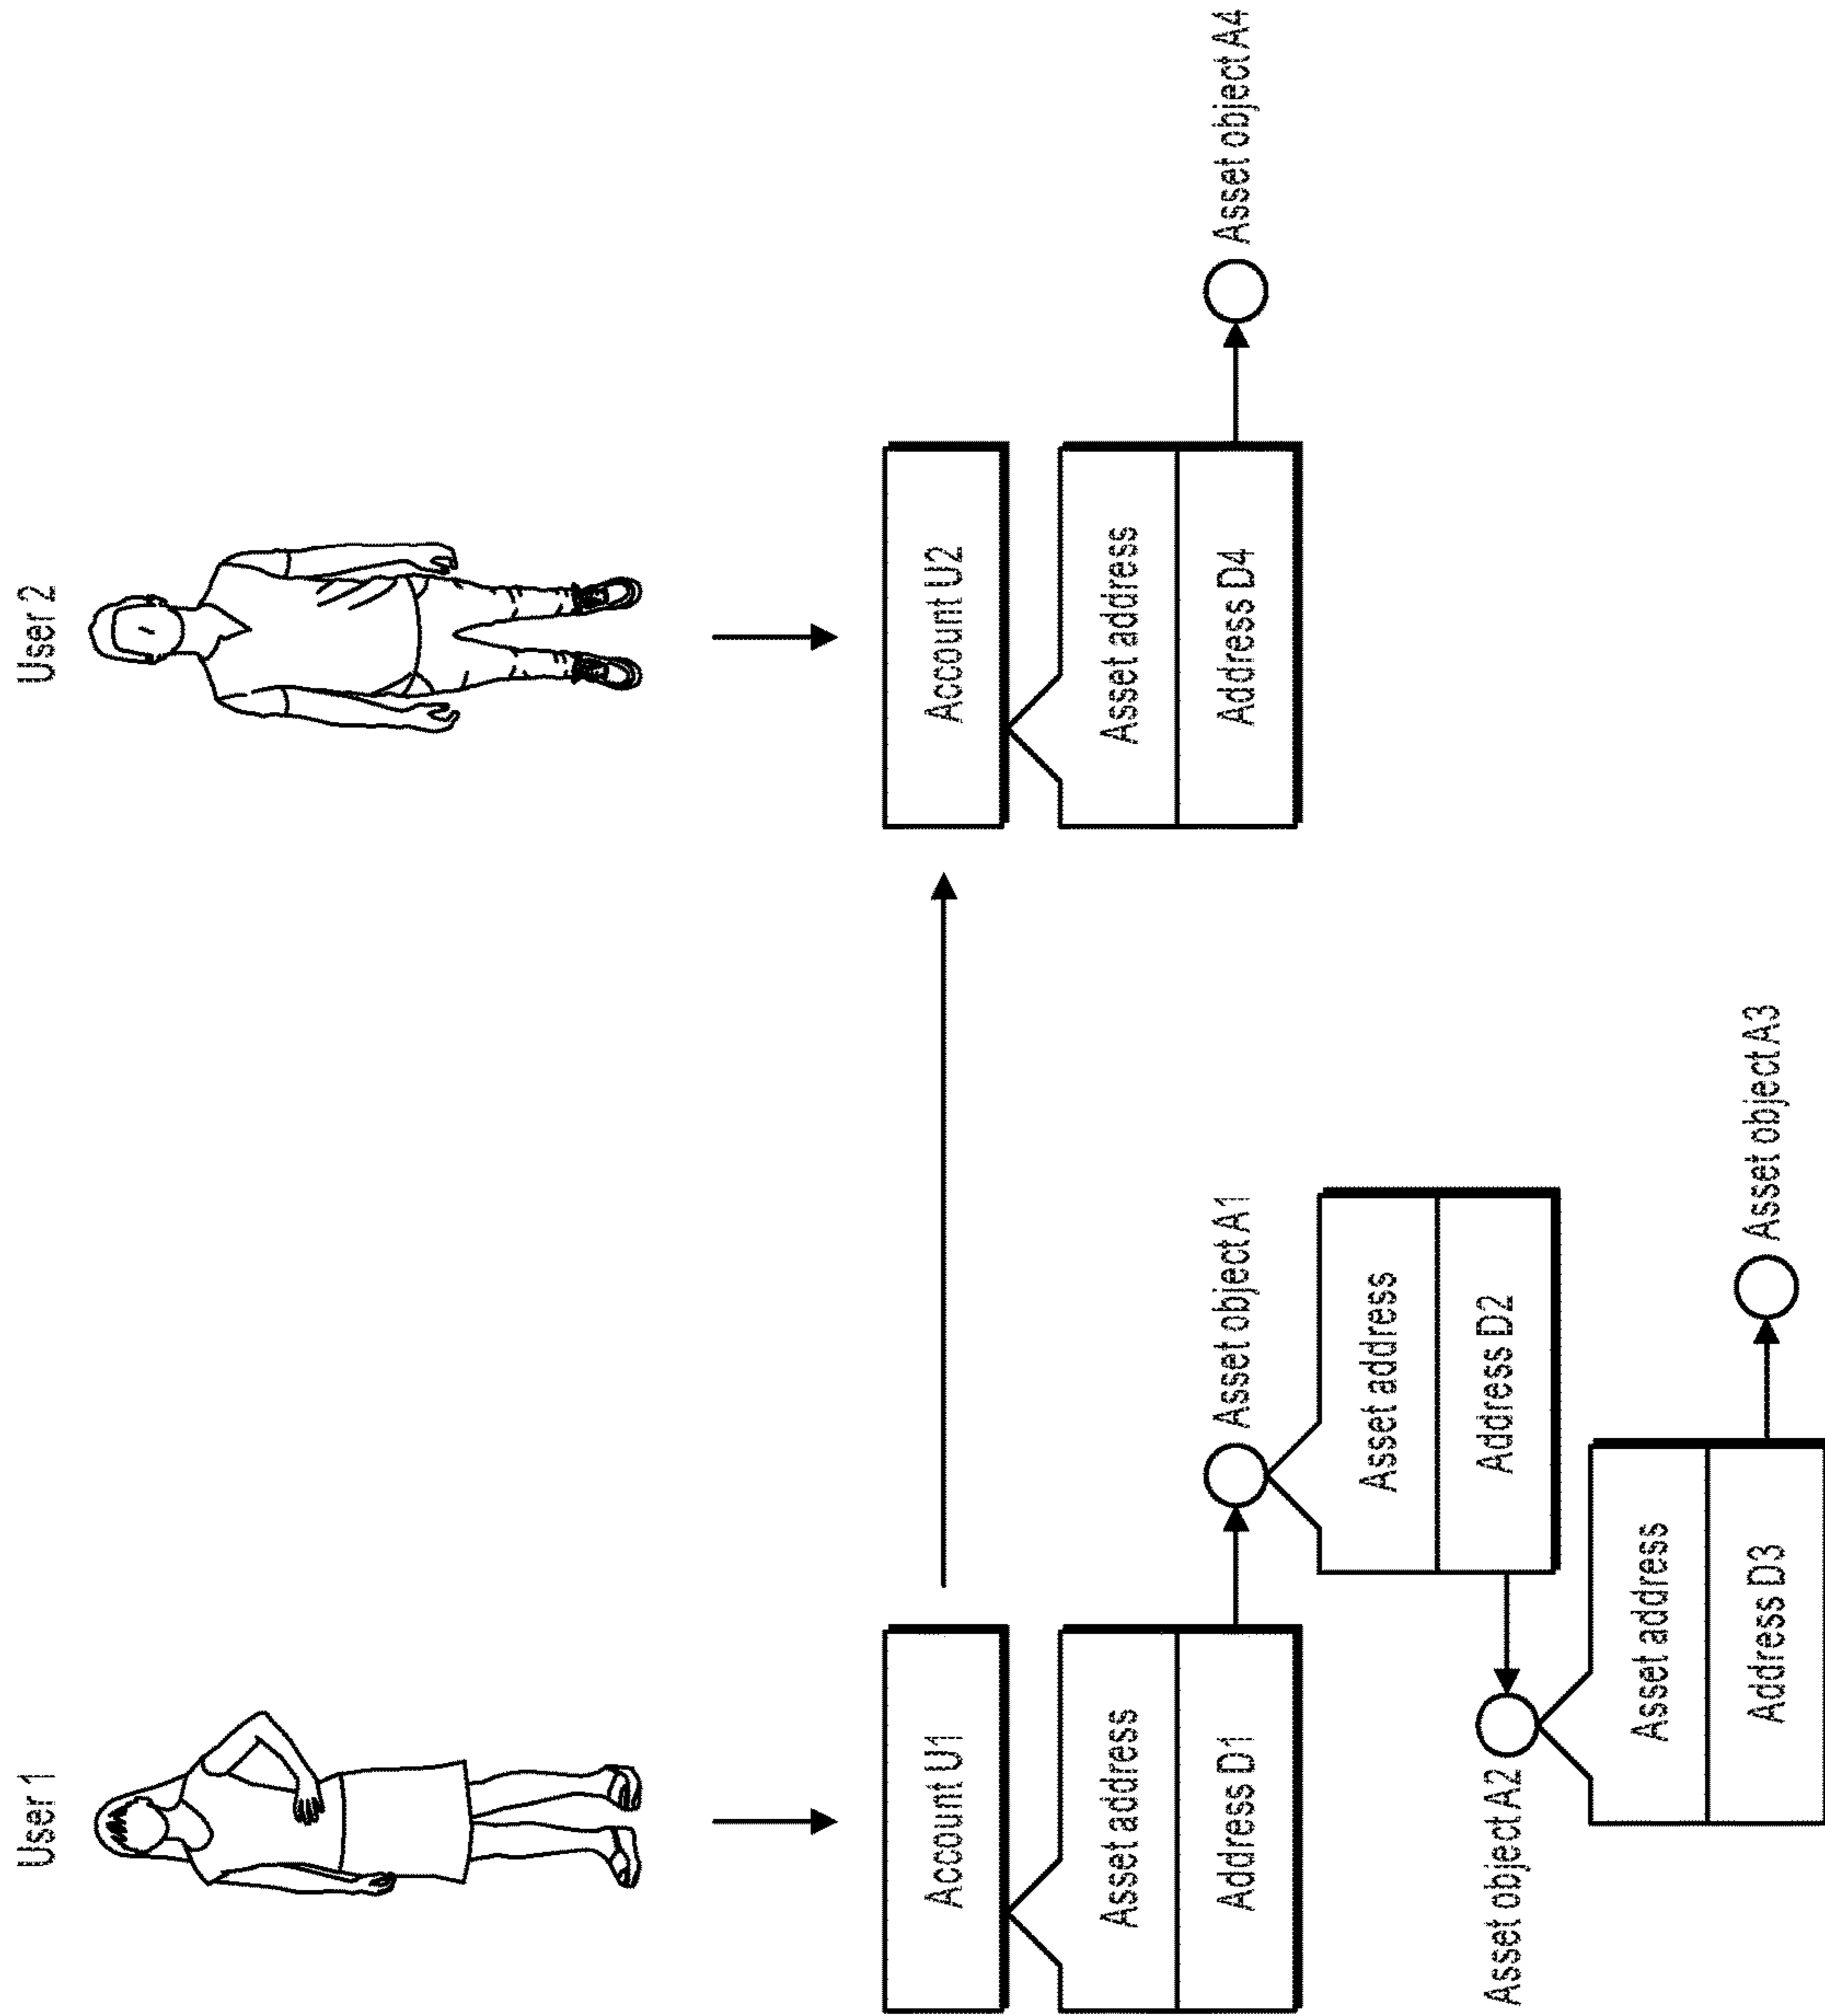 User 1
User 2
Account U1
Account U2
Asset address
Address D1
Asset object A1
Asset address
Address D4
Asset object A4
Asset address
Address D2
Asset object A2
Asset address
Address D3
Asset object A3